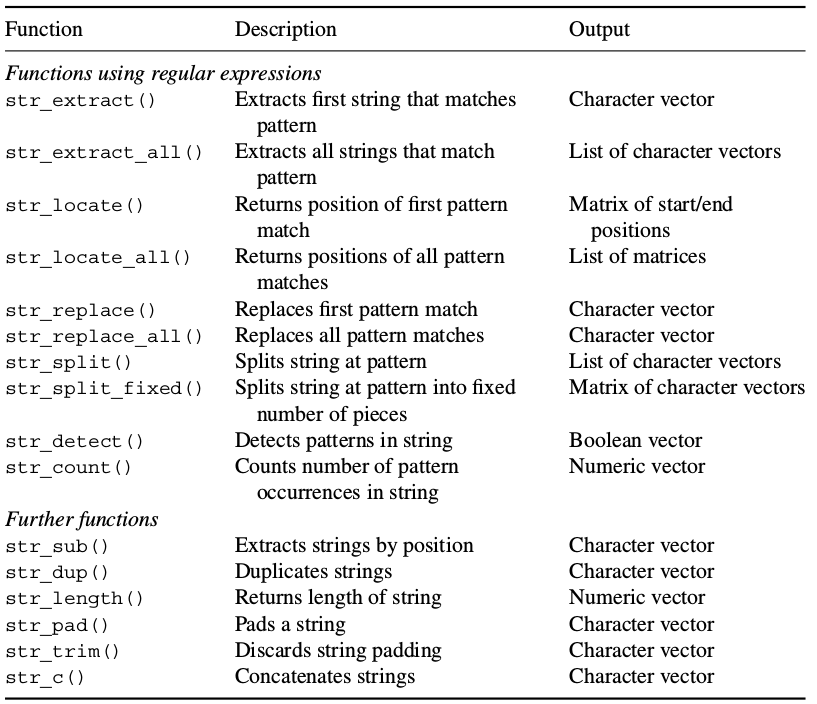 Function Description Output
Functions using regular expressions
str_extract() Extracts first string that matches Character vector
pattern
str_extract_all() Extracts all strings that match List of character vectors
pattern
str_locate() Returns position of first pattern Matrix of start/end
match positions
str_locate_all() Returns positions of all pattern List of matrices
matches
str_replace() Replaces first pattern match Character vector
str_replace_all() Replaces all pattern matches Character vector
str_split() Splits string at pattern List of character vectors
str_split_fixed() Splits string at pattern into fixed Matrix of character vectors
number of pieces
str_detect() Detects patterns in string Boolean vector
str_count() Counts number of pattern Numeric vector
occurrences in string
Further functions
str_sub() Extracts strings by position Character vector
str_dup() Duplicates strings Character vector
str_length() Returns length of string Numeric vector
str_pad() Pads a string Character vector
str_trim() Discards string padding Character vector
str_c() Concatenates strings Character vector